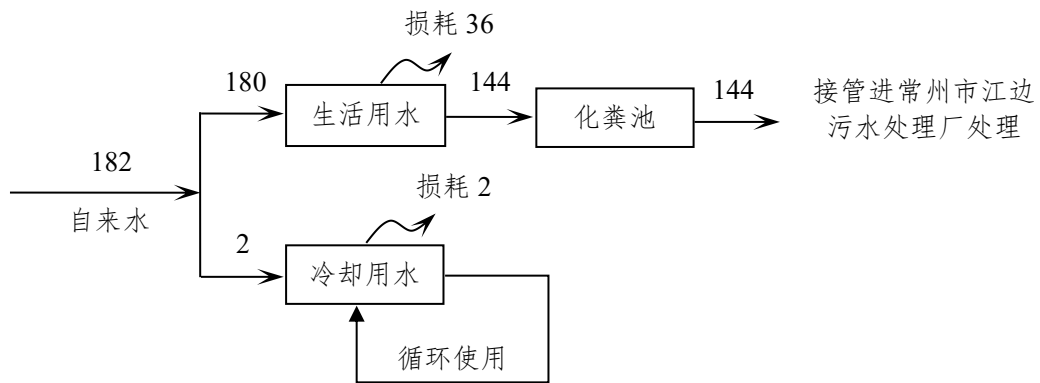 损耗 36
180
生活用水
144
化粪池
144
接管进常州市江边
污水处理厂处理
182
自来水
损耗 2
2
冷却用水
循环使用